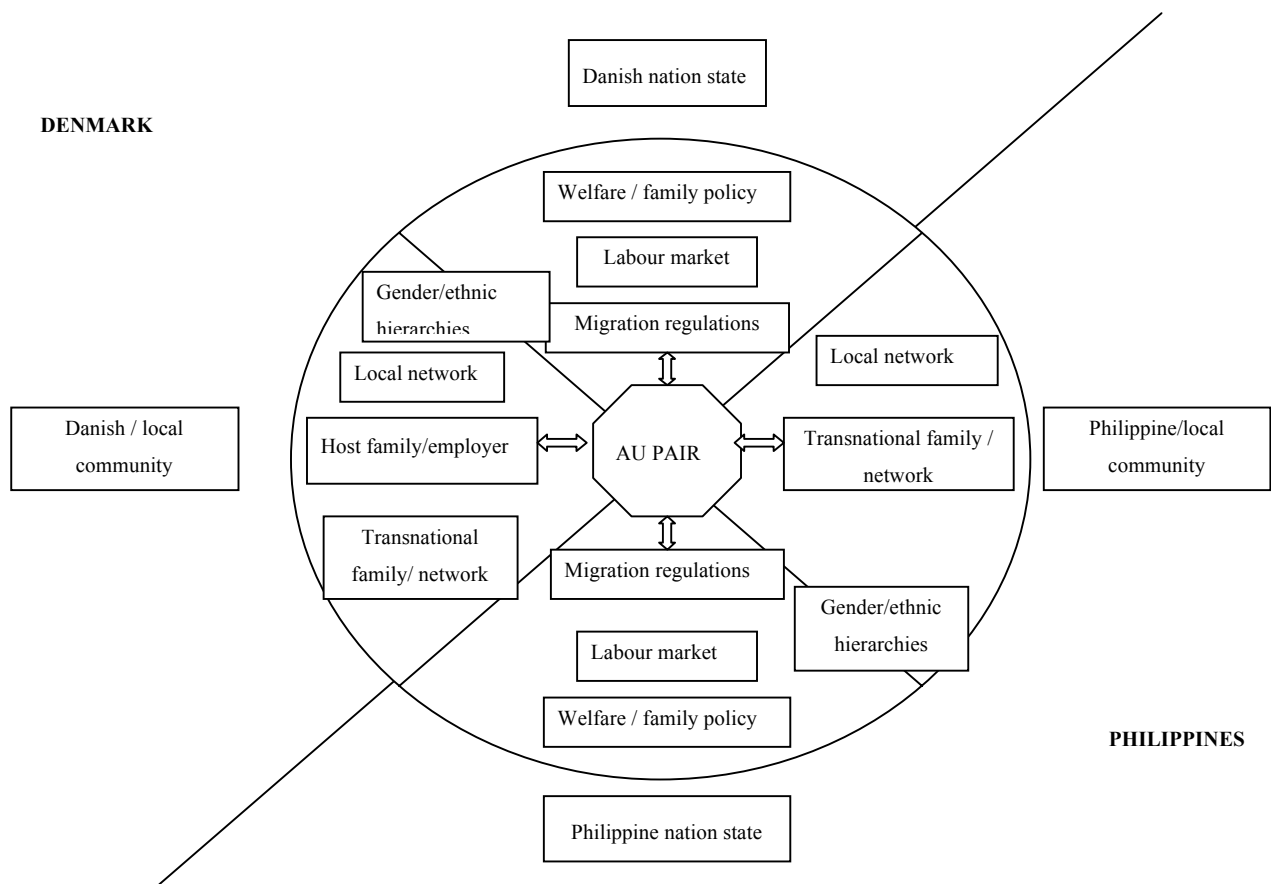 Danish nation state
DENMARK
Welfare / family policy
Labour market
Gender/ethnic
hierarchies
Migration regulations
Local network
Local network
Danish / local
community
Host family/employer
AU PAIR
Transnational family /
network
Philippine/local
community
Transnational
family/ network
Migration regulations
Gender/ethnic
hierarchies
Labour market
Welfare / family policy
PHILIPPINES
Philippine nation state